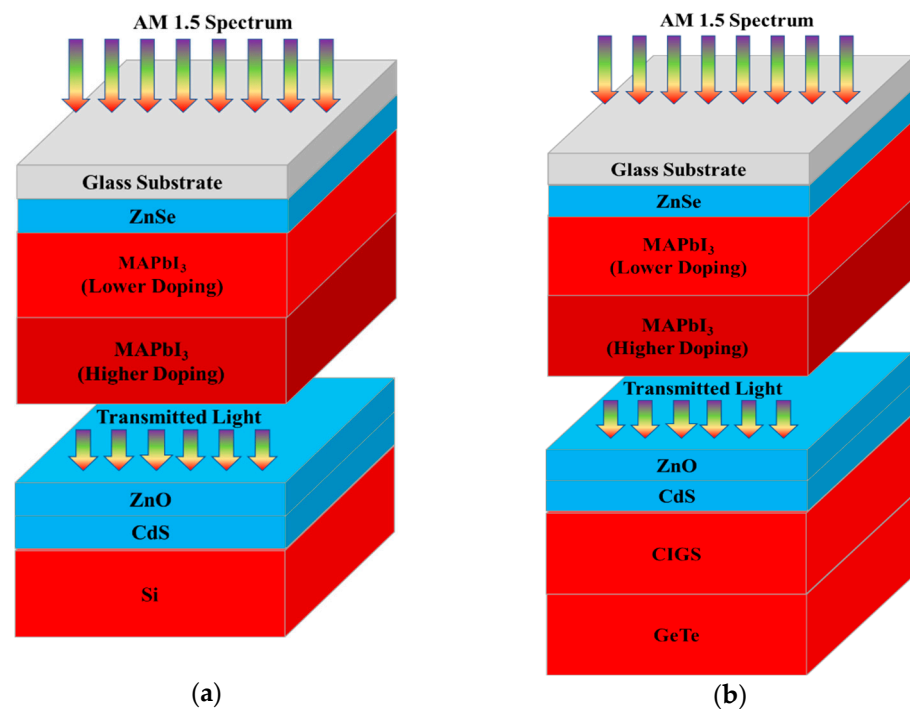 AM 1.5 Spectrum
Glass Substrate
ZnSe
MAPbI₃
(Lower Doping)
MAPbI₃
(Higher Doping)
Transmitted Light
ZnO
CdS
Si
(a)
AM 1.5 Spectrum
Glass Substrate
ZnSe
MAPbI₃
(Lower Doping)
MAPbI₃
(Higher Doping)
Transmitted Light
ZnO
CdS
CIGS
GeTe
(b)